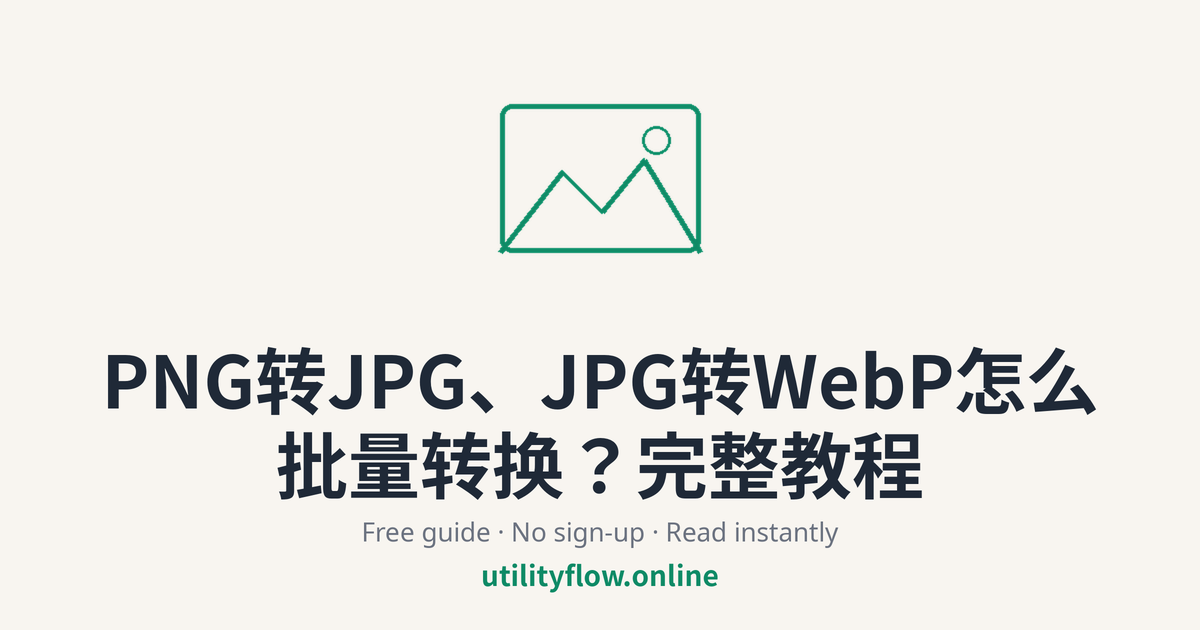 PNG转JPG、JPG转WebP怎么
批量转换？完整教程
Free guide · No sign-up · Read instantly
utilityflow.online